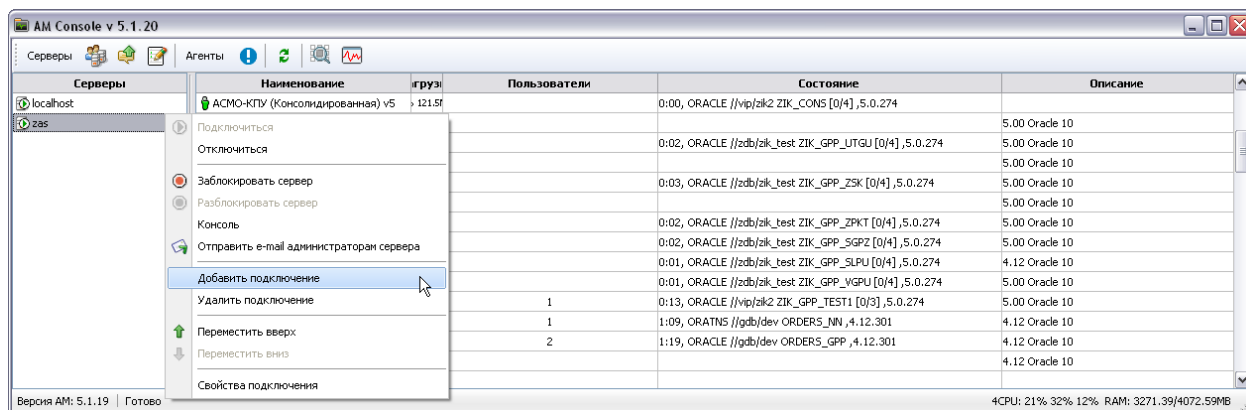 AM Console v 5.1.20
Серверы Агенты
Серверы Наименование Пользователи Состояние Описание
localhost АСМО-КПУ (Консолидированная) v5 121.5 0:00, ORACLE //vip/zik2 ZIK_CONS [0/4] ,5.0.274
zas 5.00 Oracle 10
Подключиться
Отключиться 0:02, ORACLE //zdb/zik_test ZIK_GPP_UTGU [0/4] ,5.0.274 5.00 Oracle 10
5.00 Oracle 10
Заблокировать сервер 0:03, ORACLE //zdb/zik_test ZIK_GPP_ZSK [0/4] ,5.0.274 5.00 Oracle 10
Разблокировать сервер 5.00 Oracle 10
Консоль 0:02, ORACLE //zdb/zik_test ZIK_GPP_ZPKT [0/4] ,5.0.274 5.00 Oracle 10
Отправить e-mail администраторам сервера 0:02, ORACLE //zdb/zik_test ZIK_GPP_SGPZ [0/4] ,5.0.274 5.00 Oracle 10
0:01, ORACLE //zdb/zik_test ZIK_GPP_SLPU [0/4] ,5.0.274 4.12 Oracle 10
Добавить подключение 0:01, ORACLE //zdb/zik_test ZIK_GPP_VGPU [0/4] ,5.0.274 5.00 Oracle 10
Удалить подключение 1 0:13, ORACLE //vip/zik2 ZIK_GPP_TEST1 [0/3] ,5.0.274 5.00 Oracle 10
Переместить вверх 1 1:09, ORATNS //gdb/dev ORDERS_NN ,4.12.301 4.12 Oracle 10
Переместить вниз 2 1:19, ORACLE //gdb/dev ORDERS_GPP ,4.12.301 4.12 Oracle 10
4.12 Oracle 10
Свойства подключения
Версия AM: 5.1.19 Готово 4CPU: 21% 32% 12% RAM: 3271.39/4072.59MB